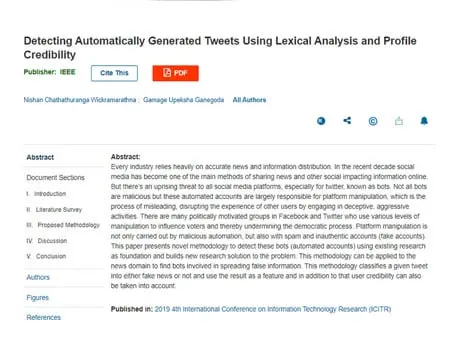 Detecting Automatically Generated Tweets Using Lexical Analysis and Profile
Credibility
Publisher: IEEE
Cite This
PDF
Nishan Chathathuranga Wickramarathna ; Gamage Upeksha Ganegoda All Authors
Abstract
Document Sections
I. Introduction
II. Literature Survey
III. Proposed Methodology
IV. Discussion
V. Conclusion
Authors
Figures
References
Abstract:
Every industry relies heavily on accurate news and information distribution. In the recent decade social
media has become one of the main methods of sharing news and other social impacting information online.
But there's an uprising threat to all social media platforms, especially for twitter, known as bots. Not all bots
are malicious but these automated accounts are largely responsible for platform manipulation, which is the
process of misleading, disrupting the experience of other users by engaging in deceptive, aggressive
activities. There are many politically motivated groups in Facebook and Twitter who use various levels of
manipulation to influence voters and thereby undermining the democratic process. Platform manipulation is
not only carried out by malicious automation, but also with spam and inauthentic accounts (fake accounts).
This paper presents novel methodology to detect these bots (automated accounts) using existing research
as foundation and builds new research solution to the problem. This methodology can be applied to the
news domain to find bots involved in spreading false information. This methodology classifies a given tweet
into either fake news or not and use the result as a feature and in addition to that user credibility can also
be taken into account.
Published in: 2019 4th International Conference on Information Technology Research (ICITR)